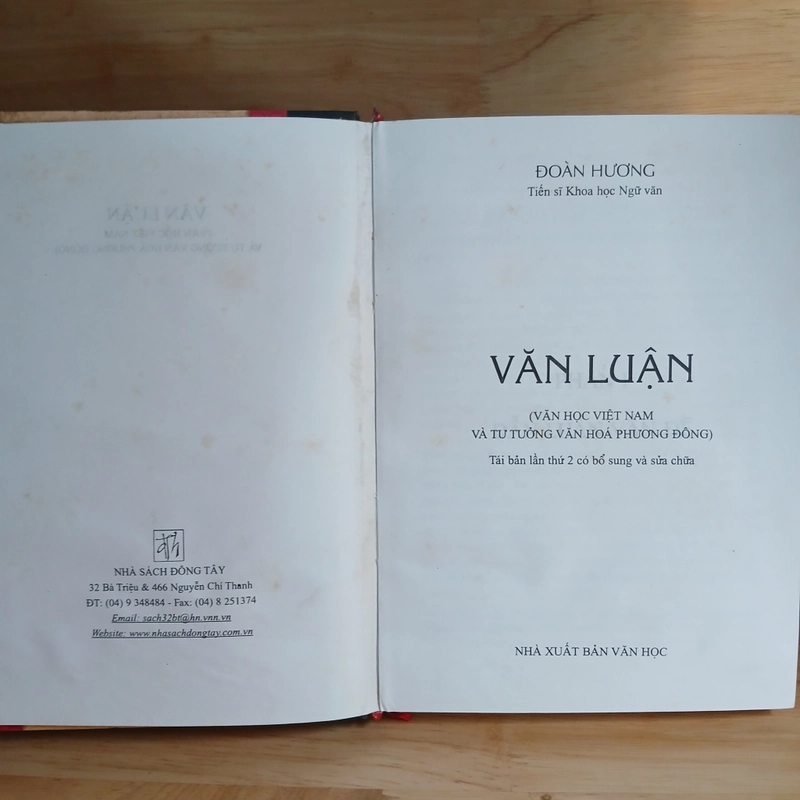 NHÀ SÁCH ĐÔNG TÂY
32 Bà Triệu & 466 Nguyễn Chí Thanh
ĐT: (04) 9 348484 - Fax: (04) 8 251374
Email: sach32bt@hn.vnn.vn
Website: www.nhasachdongtay.com.vn
ĐOÀN HƯƠNG
Tiến sĩ Khoa học Ngữ văn
VĂN LUẬN
(VĂN HỌC VIỆT NAM
VÀ TƯ TƯỞNG VĂN HOÁ PHƯƠNG ĐÔNG)
Tái bản lần thứ 2 có bổ sung và sửa chữa
NHÀ XUẤT BẢN VĂN HỌC